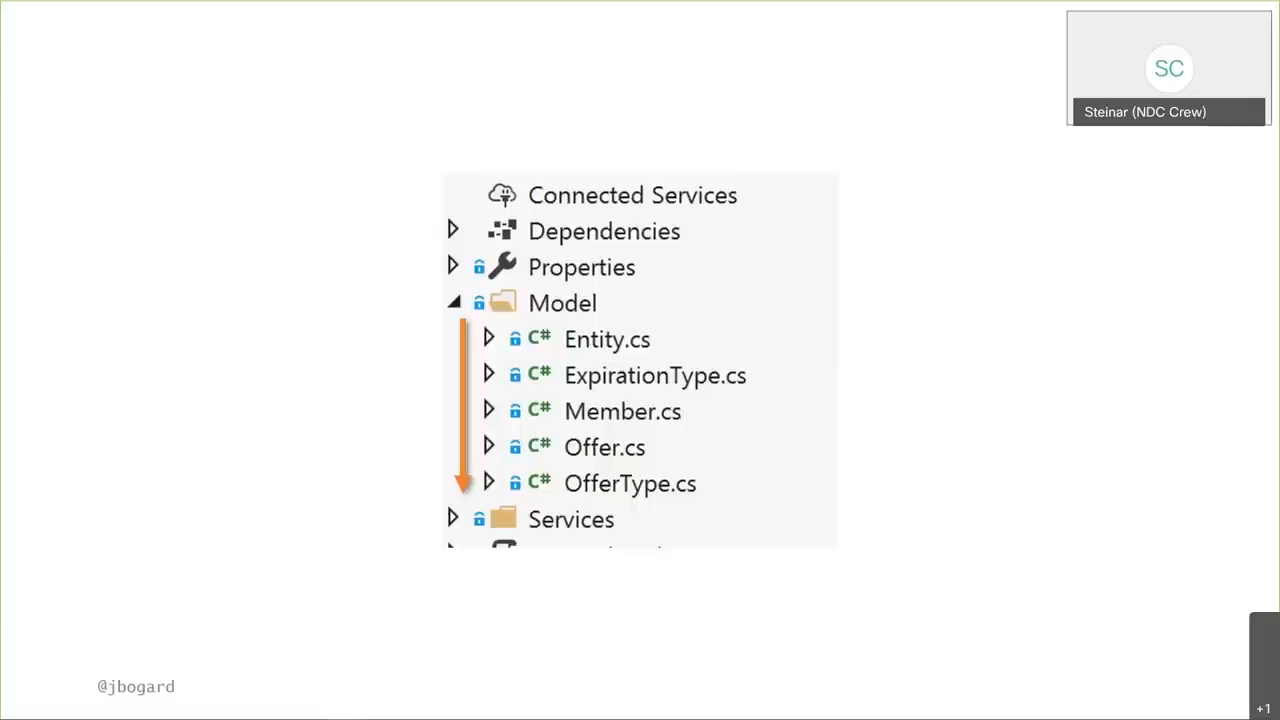 SC
Steinar (NDC Crew)
Connected Services
Dependencies
Properties
Model
C# Entity.cs
C# ExpirationType.cs
C# Member.cs
C# Offer.cs
C# OfferType.cs
Services
@jbogard
+1